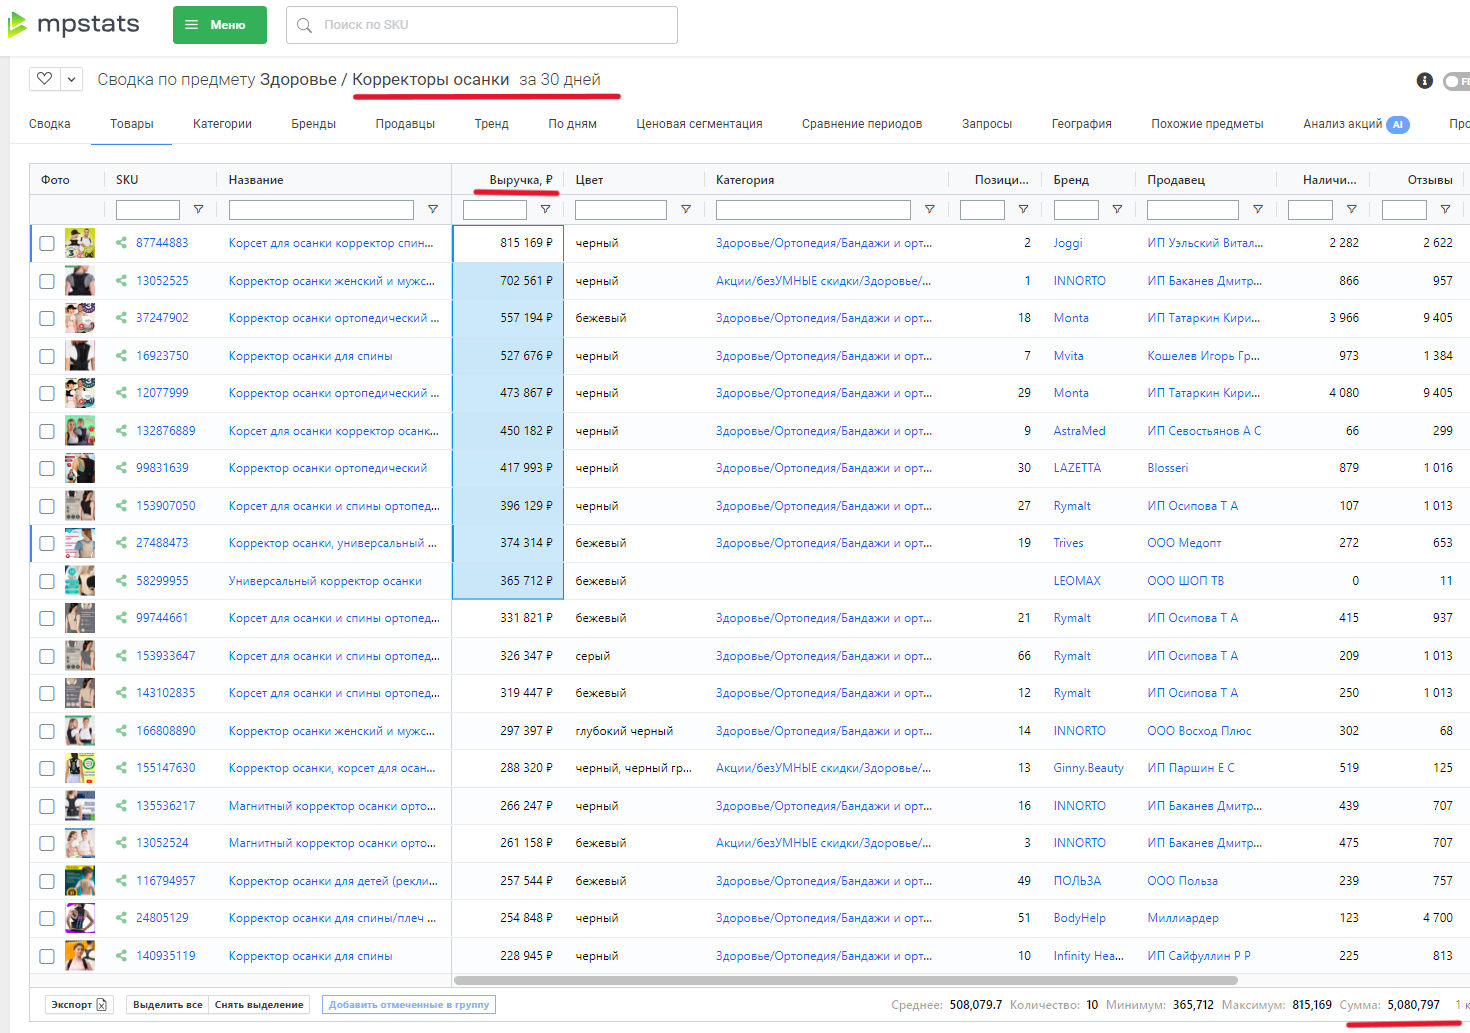 mpstats Меню Поиск по SKU
Сводка по предмету Здоровье / Корректоры осанки за 30 дней
Сводка Товары Категории Бренды Продавцы Тренд По дням Ценовая сегментация Сравнение периодов Запросы География Похожие предметы Анализ акций AI
Фото SKU Название Выручка, ₽ Цвет Категория Позици... Бренд Продавец Наличи... Отзывы
87744883 Корсет для осанки корректор спин... 815 169 ₽ черный Здоровье/Ортопедия/Бандажи и орт... 2 Joggi ИП Уэльский Витал... 2 282 2 622
13052525 Корректор осанки женский и мужс... 702 561 ₽ черный Акции/безУМНЫЕ скидки/Здоровье/... 1 INNORTO ИП Баканев Дмитр... 866 957
37247902 Корректор осанки ортопедический ... 557 194 ₽ бежевый Здоровье/Ортопедия/Бандажи и орт... 18 Monta ИП Татаркин Кири... 3 966 9 405
16923750 Корректор осанки для спины 527 676 ₽ черный Здоровье/Ортопедия/Бандажи и орт... 7 Mvita Кошелев Игорь Гр... 973 1 384
12077999 Корректор осанки ортопедический ... 473 867 ₽ черный Здоровье/Ортопедия/Бандажи и орт... 29 Monta ИП Татаркин Кири... 4 080 9 405
132876889 Корсет для осанки корректор осанк... 450 182 ₽ черный Здоровье/Ортопедия/Бандажи и орт... 9 AstraMed ИП Севостьянов А С 66 299
99831639 Корректор осанки ортопедический 417 993 ₽ черный Здоровье/Ортопедия/Бандажи и орт... 30 LAZETTA Blosseri 879 1 016
153907050 Корсет для осанки и спины ортопед... 396 129 ₽ черный Здоровье/Ортопедия/Бандажи и орт... 27 Rymalt ИП Осипова Т А 107 1 013
27488473 Корректор осанки, универсальный ... 374 314 ₽ бежевый Здоровье/Ортопедия/Бандажи и орт... 19 Trives ООО Медопт 272 653
58299955 Универсальный корректор осанки 365 712 ₽ бежевый LEOMAX ООО ШОП ТВ 0 11
99744661 Корсет для осанки и спины ортопед... 331 821 ₽ бежевый Здоровье/Ортопедия/Бандажи и орт... 21 Rymalt ИП Осипова Т А 415 937
153933647 Корсет для осанки и спины ортопед... 326 347 ₽ серый Здоровье/Ортопедия/Бандажи и орт... 66 Rymalt ИП Осипова Т А 209 1 013
143102835 Корсет для осанки и спины ортопед... 319 447 ₽ бежевый Здоровье/Ортопедия/Бандажи и орт... 12 Rymalt ИП Осипова Т А 250 1 013
166808890 Корректор осанки женский и мужс... 297 397 ₽ глубокий черный Здоровье/Ортопедия/Бандажи и орт... 14 INNORTO ООО Восход Плюс 302 68
155147630 Корректор осанки, корсет для осан... 288 320 ₽ черный, черный гр... Акции/безУМНЫЕ скидки/Здоровье/... 13 Ginny.Beauty ИП Паршин Е С 519 125
135536217 Магнитный корректор осанки орто... 266 247 ₽ черный Здоровье/Ортопедия/Бандажи и орт... 16 INNORTO ИП Баканев Дмитр... 439 707
13052524 Магнитный корректор осанки орто... 261 158 ₽ бежевый Акции/безУМНЫЕ скидки/Здоровье/... 3 INNORTO ИП Баканев Дмитр... 475 707
116794957 Корректор осанки для детей (рекли... 257 544 ₽ бежевый Здоровье/Ортопедия/Бандажи и орт... 49 ПОЛЬЗА ООО Польза 239 757
24805129 Корректор осанки для спины/плеч ... 254 848 ₽ черный Здоровье/Ортопедия/Бандажи и орт... 51 BodyHelp Миллиардер 123 4 700
140935119 Корректор осанки для спины 228 945 ₽ черный Здоровье/Ортопедия/Бандажи и орт... 10 Infinity Hea... ИП Сайфуллин Р Р 225 813
Экспорт Выделить все Снять выделение Добавить отмеченные в группу Среднее: 508,079.7 Количество: 10 Минимум: 365,712 Максимум: 815,169 Сумма: 5,080,797 1